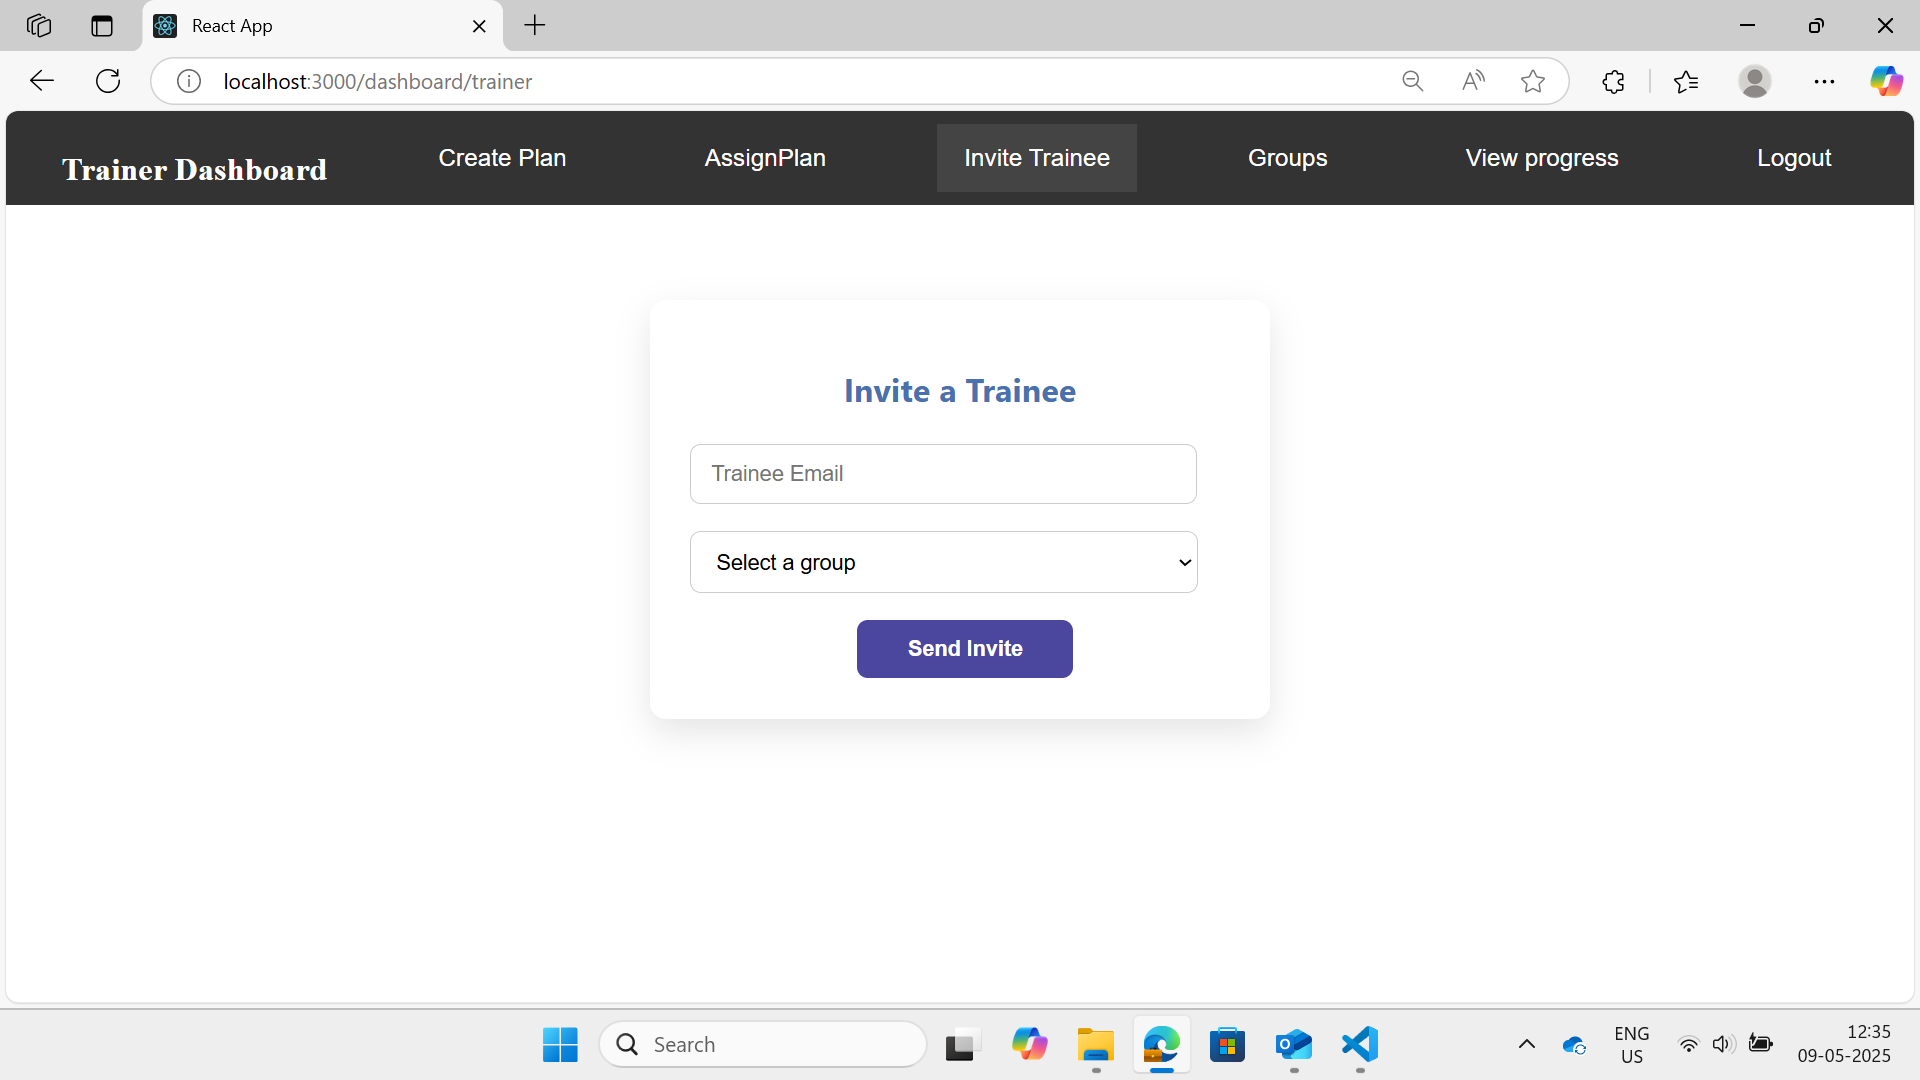 React App
localhost:3000/dashboard/trainer
Trainer Dashboard
Create Plan
AssignPlan
Invite Trainee
Groups
View progress
Logout
Invite a Trainee
Trainee Email
Select a group
Send Invite
Search
ENG
US
12:35
09-05-2025